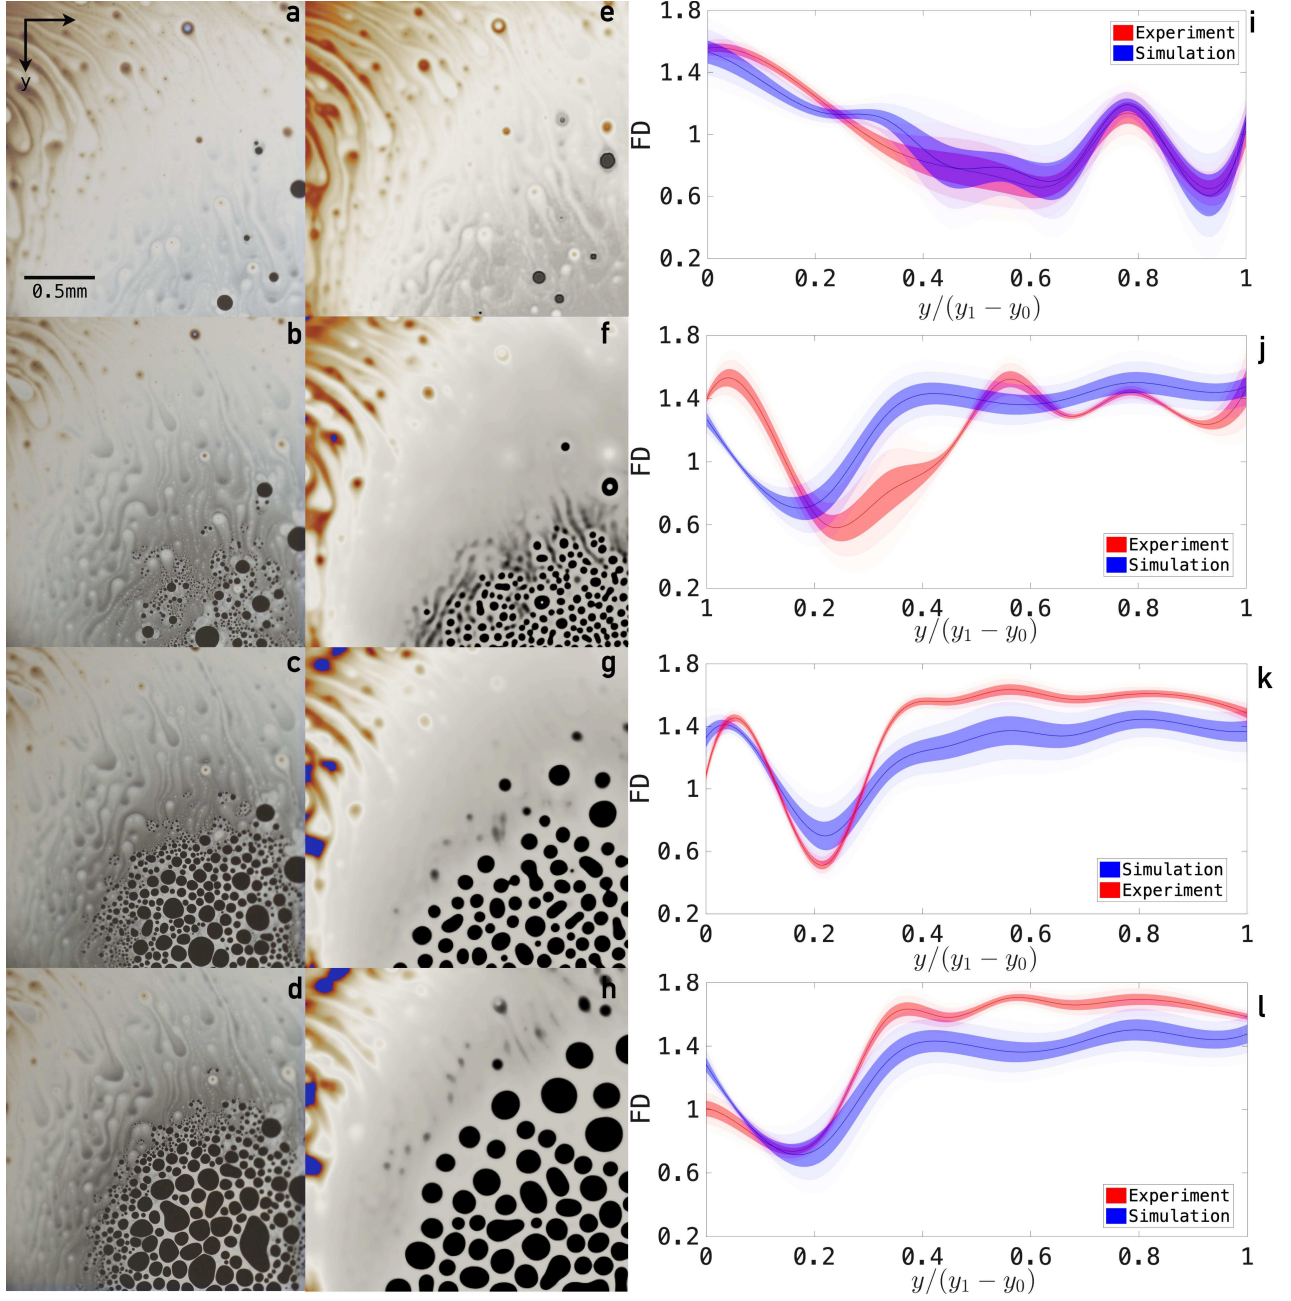 a
y
0.5mm
b
c
d
e
f
g
h
1.8
1.4
1
0.6
0.2
FD
0 0.2 0.4 0.6 0.8 1
y/(y₁ − y₀)
Experiment
Simulation
i
1.8
1.4
1
0.6
0.2
FD
1 0.2 0.4 0.6 0.8 1
y/(y₁ − y₀)
Experiment
Simulation
j
1.8
1.4
1
0.6
0.2
FD
0 0.2 0.4 0.6 0.8 1
y/(y₁ − y₀)
Simulation
Experiment
k
1.8
1.4
1
0.6
0.2
FD
0 0.2 0.4 0.6 0.8 1
y/(y₁ − y₀)
Experiment
Simulation
l